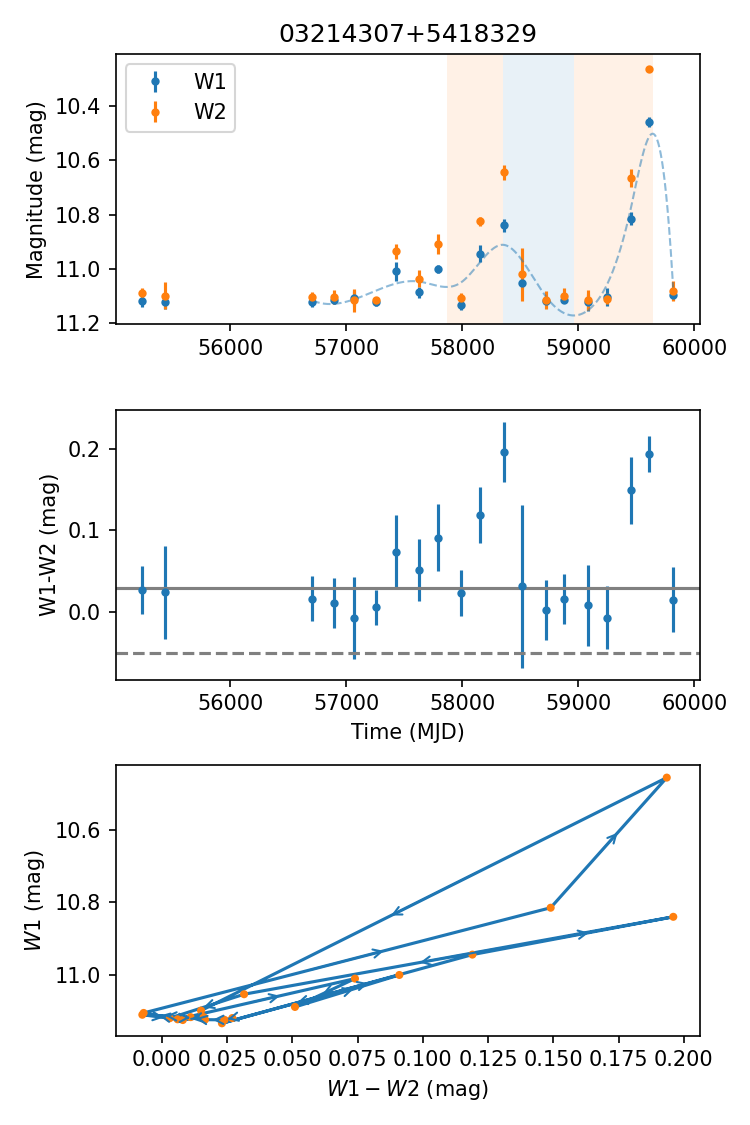 03214307+5418329
W1
W2
Magnitude (mag)
10.4
10.6
10.8
11.0
11.2
56000 57000 58000 59000 60000
W1-W2 (mag)
0.2
0.1
0.0
56000 57000 58000 59000 60000
Time (MJD)
W1 (mag)
10.6
10.8
11.0
0.000 0.025 0.050 0.075 0.100 0.125 0.150 0.175 0.200
W1 − W2 (mag)